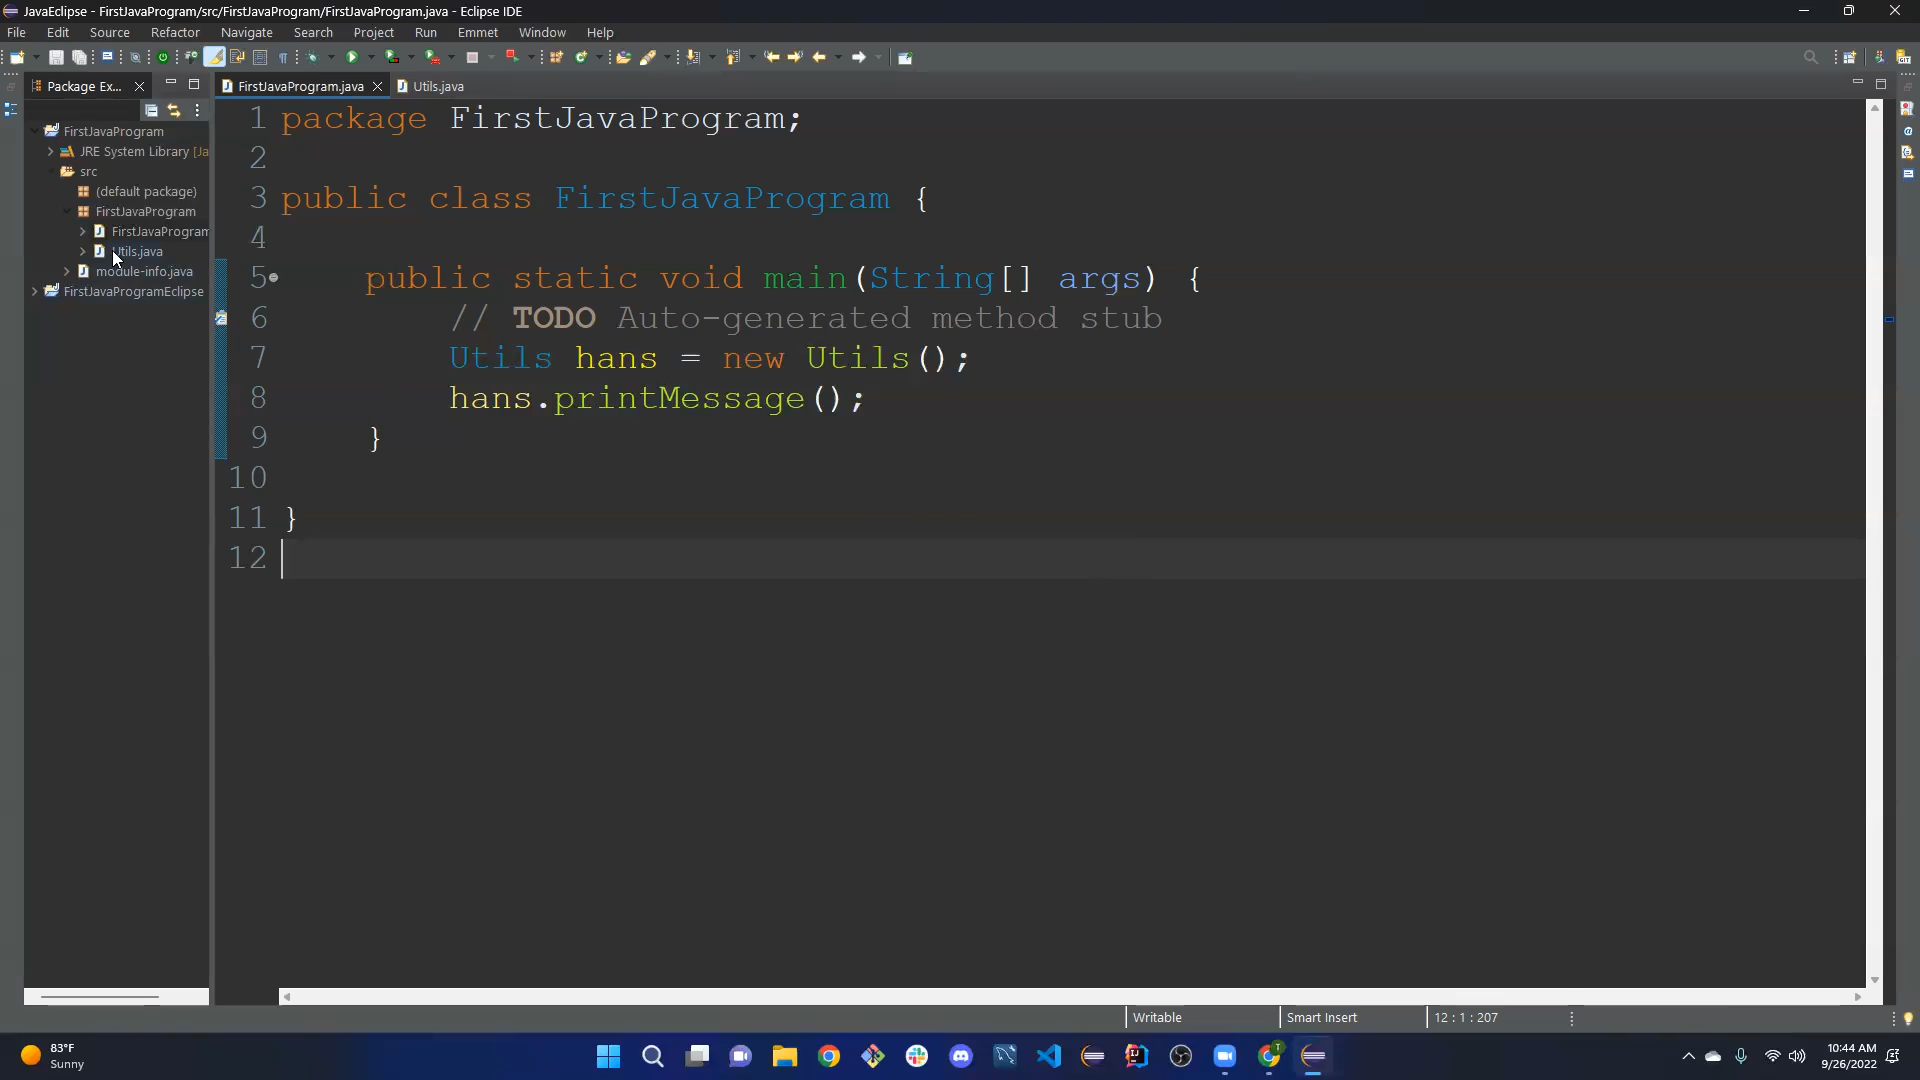 JavaEclipse - FirstJavaProgram/src/FirstJavaProgram/FirstJavaProgram.java - Eclipse IDE
File Edit Source Refactor Navigate Search Project Run Emmet Window Help
Package Ex...
FirstJavaProgram.java
Utils.java
FirstJavaProgram
JRE System Library [Ja
src
(default package)
FirstJavaProgram
FirstJavaProgram
Utils.java
module-info.java
FirstJavaProgramEclipse
1 package FirstJavaProgram;
2
3 public class FirstJavaProgram {
4
5 public static void main(String[] args) {
6 // TODO Auto-generated method stub
7 Utils hans = new Utils();
8 hans.printMessage();
9 }
10
11 }
12
Writable
Smart Insert
12 : 1 : 207
83°F
Sunny
10:44 AM
9/26/2022